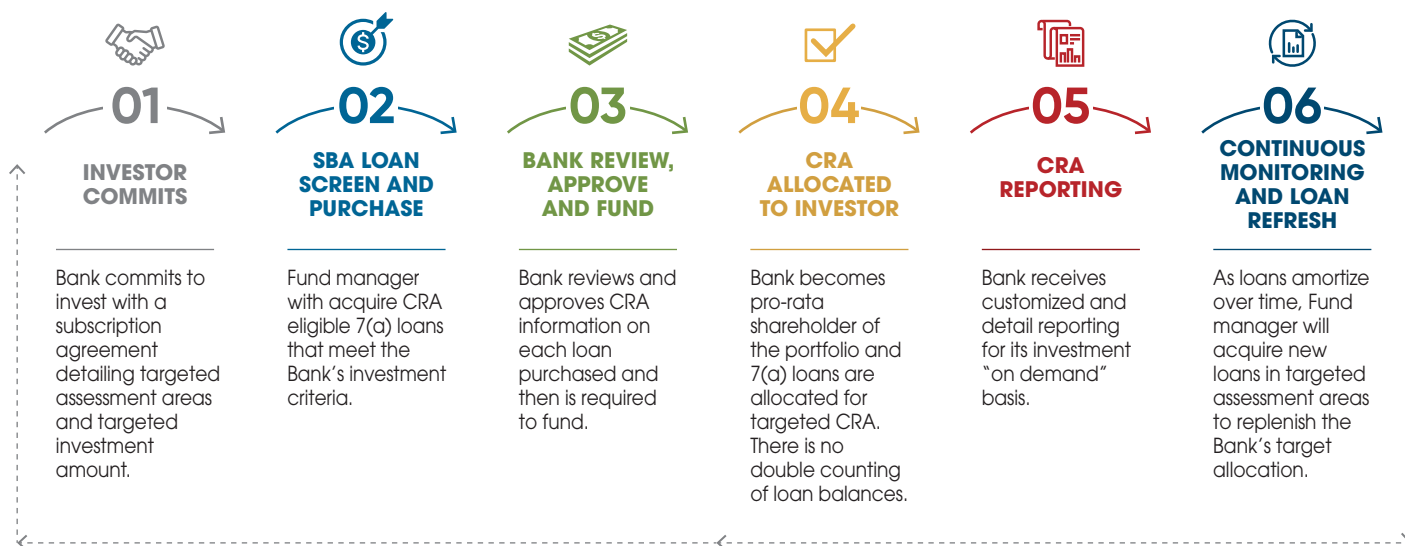 01
INVESTOR
COMMITS
Bank commits to
invest with a
subscription
agreement
detailing targeted
assessment areas
and targeted
investment
amount.
02
SBA LOAN
SCREEN AND
PURCHASE
Fund manager
with acquire CRA
eligible 7(a) loans
that meet the
Bank’s investment
criteria.
03
BANK REVIEW,
APPROVE
AND FUND
Bank reviews and
approves CRA
information on
each loan
purchased and
then is required
to fund.
04
CRA
ALLOCATED
TO INVESTOR
Bank becomes
pro-rata
shareholder of
the portfolio and
7(a) loans are
allocated for
targeted CRA.
There is no
double counting
of loan balances.
05
CRA
REPORTING
Bank receives
customized and
detail reporting
for its investment
“on demand”
basis.
06
CONTINUOUS
MONITORING
AND LOAN
REFRESH
As loans amortize
over time, Fund
manager will
acquire new
loans in targeted
assessment areas
to replenish the
Bank’s target
allocation.